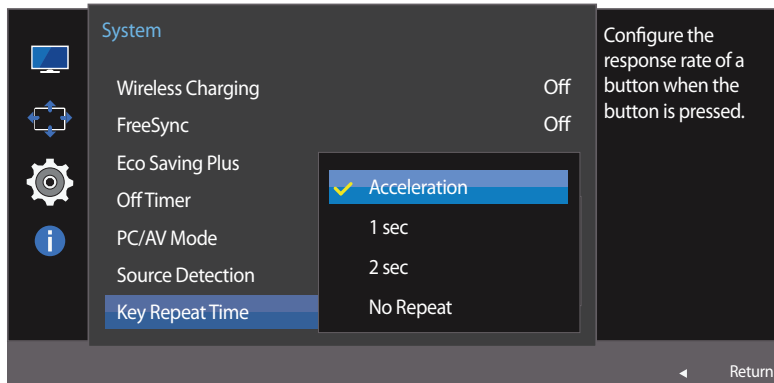 System
Wireless Charging Off
FreeSync Off
Eco Saving Plus
Off Timer
PC/AV Mode
Source Detection
Key Repeat Time
Acceleration
1 sec
2 sec
No Repeat
Configure the
response rate of a
button when the
button is pressed.
Return